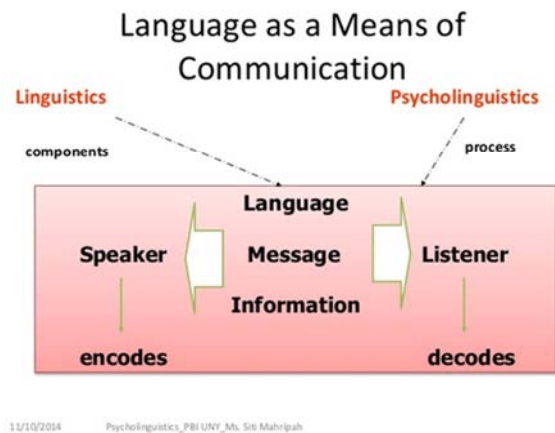 Language as a Means of
Communication
Linguistics
Psycholinguistics
components
process
Language
Speaker
Message
Listener
Information
encodes
decodes
11/10/2014
Psycholinguistics_PBI UNY_Ms. Siti Mahripah